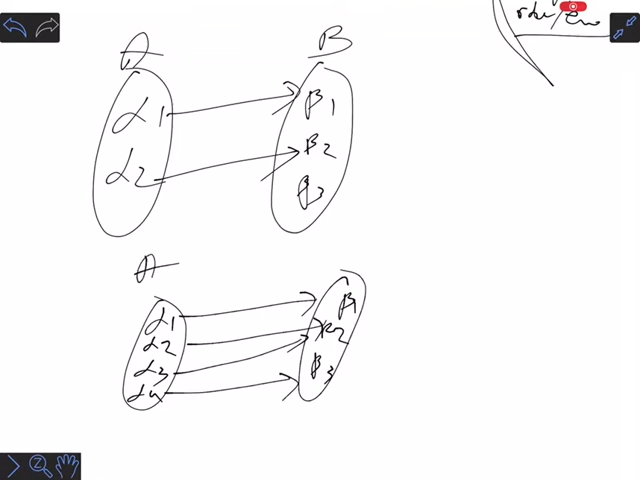 A B
α1 β1
α2 β2
β3
A
α1 β1
α2 β2
α3 β3
α4